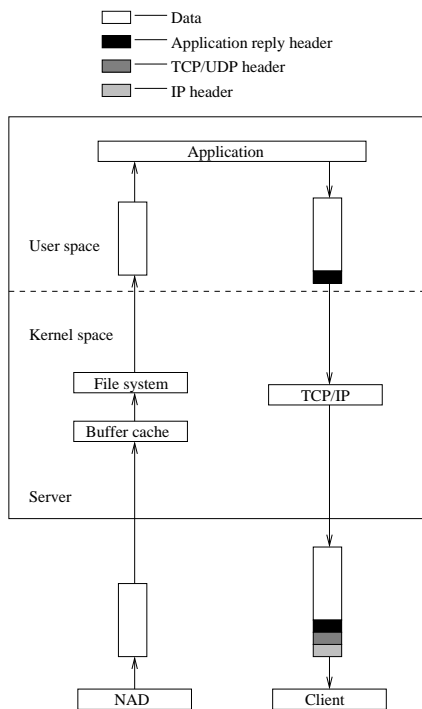 Data
Application reply header
TCP/UDP header
IP header
Application
User space
Kernel space
File system
TCP/IP
Buffer cache
Server
NAD
Client